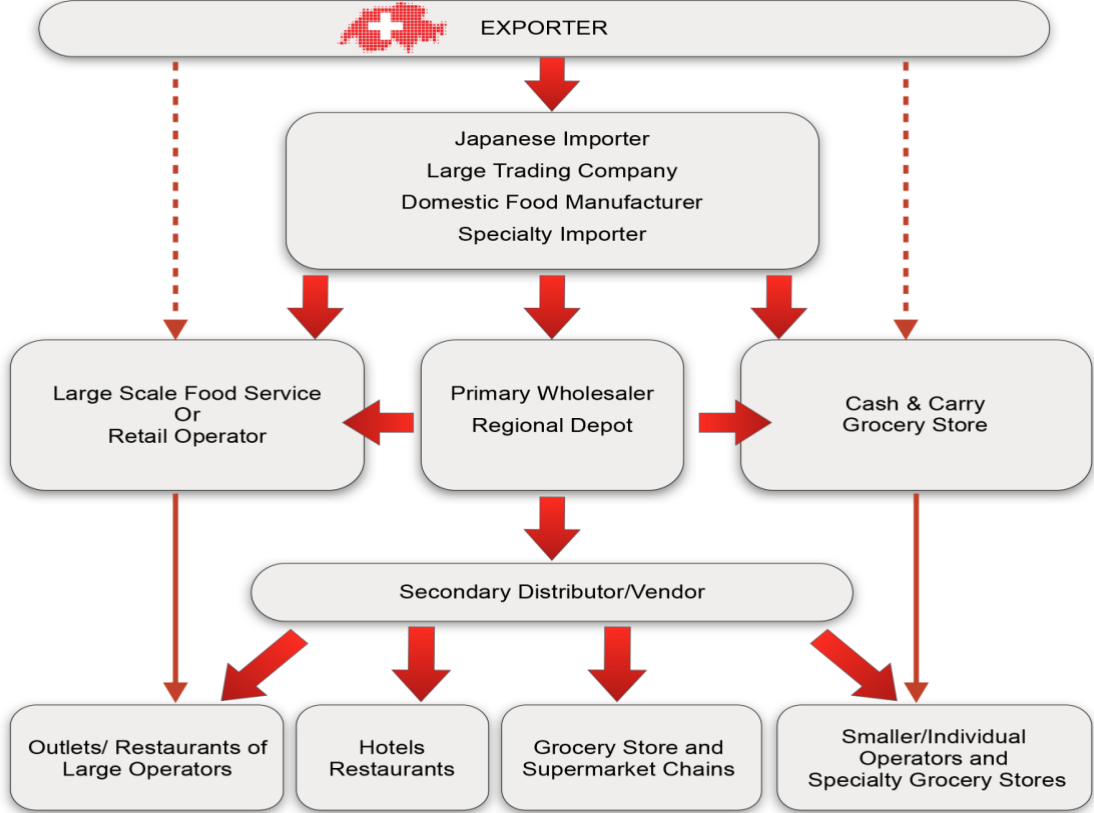 EXPORTER
Japanese Importer
Large Trading Company
Domestic Food Manufacturer
Specialty Importer
Large Scale Food Service
Or
Retail Operator
Primary Wholesaler
Regional Depot
Cash & Carry
Grocery Store
Secondary Distributor/Vendor
Outlets/ Restaurants of
Large Operators
Hotels
Restaurants
Grocery Store and
Supermarket Chains
Smaller/Individual
Operators and
Specialty Grocery Stores